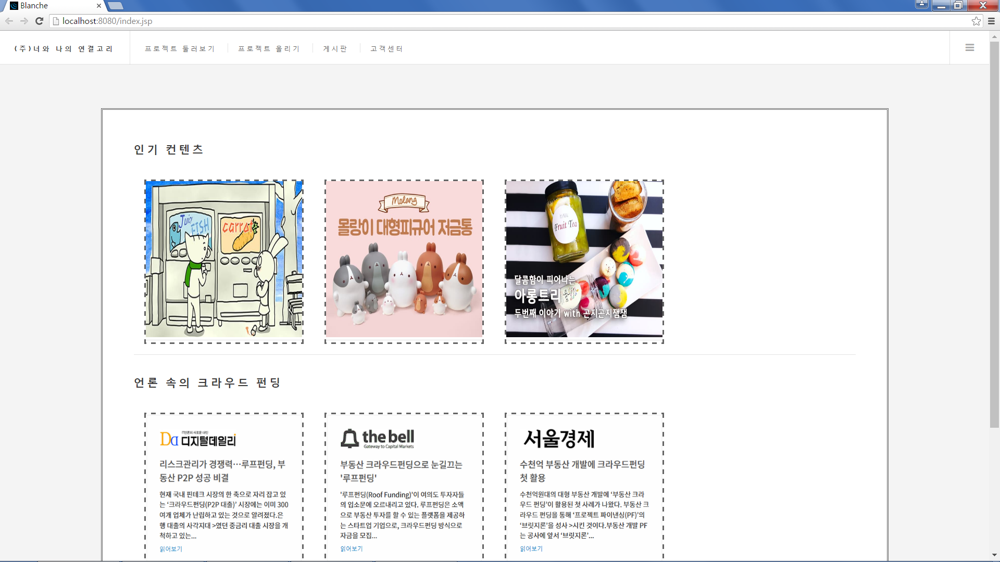 Blanche
localhost:8080/index.jsp
(주)너와 나의 연결고리
프로젝트 둘러보기
프로젝트 올리기
게시판
고객센터
인기 컨텐츠
Juicy
FISH
carrot
Molang
몰랑이 대형피규어 저금통
Fruit Tea
달콤함이 피어나는
아롱트리
두번째 이야기 with 곤지곤지잼잼
언론 속의 크라우드 펀딩
IT언론의 새로운 대안
Dd 디지털데일리
리스크관리가 경쟁력…루프펀딩, 부
동산 P2P 성공 비결
현재 국내 핀테크 시장의 한 축으로 자리 잡고 있
는 ‘크라우드펀딩(P2P 대출)’ 시장에는 이미 300
여개 업체가 난립하고 있는 것으로 알려졌다.은
행 대출의 사각지대 >였던 중금리 대출 시장을 개
척하고 있는...
읽어보기
the bell
Gateway to Capital Markets
부동산 크라우드펀딩으로 눈길끄는
'루프펀딩'
'루프펀딩(Roof Funding)'이 여의도 투자자들
의 입소문에 오르내리고 있다. 루프펀딩은 소액
으로 부동산 투자를 할 수 있는 플랫폼을 제공하
는 스타트업 기업으로, 크라우드펀딩 방식으로
자금을 모집...
읽어보기
서울경제
수천억 부동산 개발에 크라우드펀딩
첫 활용
수천억원대의 대형 부동산 개발에 ‘부동산 크라
우드 펀딩’이 활용된 첫 사례가 나왔다. 부동산 크
라우드 펀딩을 통해 ‘프로젝트 파이낸싱(PF)’의
‘브릿지론’을 성사 >시킨 것이다.부동산 개발 PF
는 공사에 앞서 ‘브릿지론’...
읽어보기